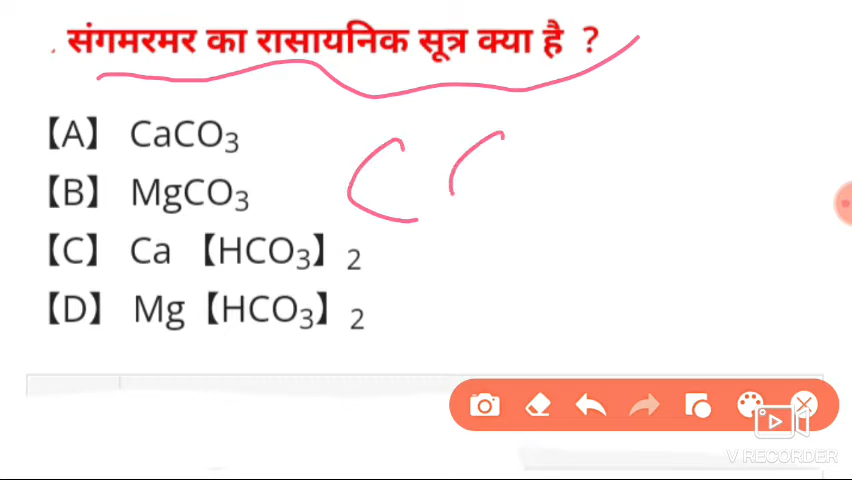 . संगमरमर का रासायनिक सूत्र क्या है ?
【A】 CaCO₃
【B】 MgCO₃
【C】 Ca 【HCO₃】₂
【D】 Mg【HCO₃】₂
V RECORDER